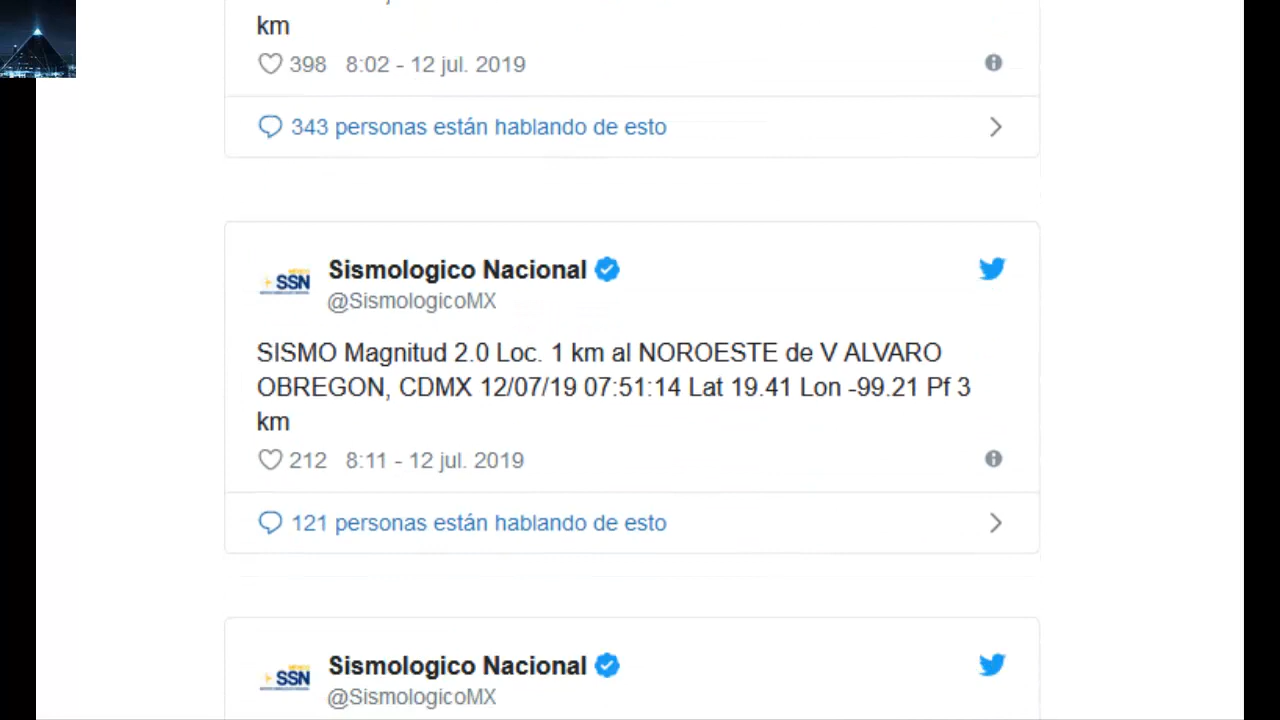 km
398 8:02 - 12 jul. 2019
343 personas están hablando de esto
SSN
Sismologico Nacional
@SismologicoMX
SISMO Magnitud 2.0 Loc. 1 km al NOROESTE de V ALVARO
OBREGON, CDMX 12/07/19 07:51:14 Lat 19.41 Lon -99.21 Pf 3
km
212 8:11 - 12 jul. 2019
121 personas están hablando de esto
SSN
Sismologico Nacional
@SismologicoMX